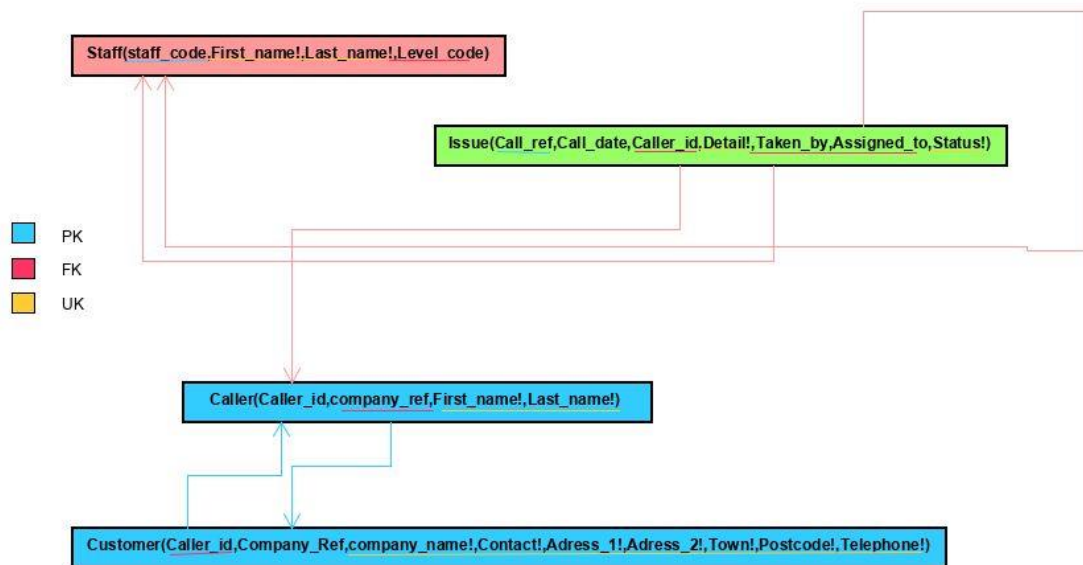 Staff(staff_code,First_name!,Last_name!,Level_code)
Issue(Call_ref,Call_date,Caller_id,Detail!,Taken_by,Assigned_to,Status!)
PK
FK
UK
Caller(Caller_id,company_ref,First_name!,Last_name!)
Customer(Caller_id,Company_Ref,company_name!,Contact!,Adress_1!,Adress_2!,Town!,Postcode!,Telephone!)